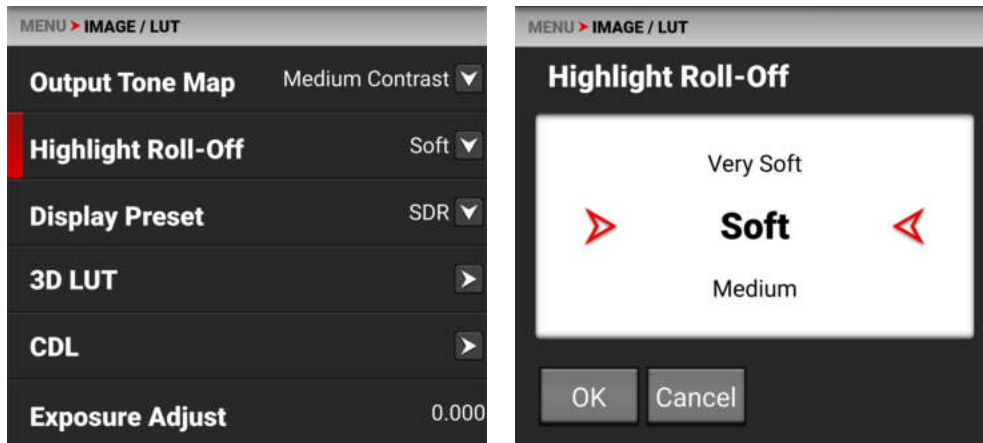 MENU > IMAGE / LUT
Output Tone Map Medium Contrast
Highlight Roll-Off Soft
Display Preset SDR
3D LUT
CDL
Exposure Adjust 0.000
MENU > IMAGE / LUT
Highlight Roll-Off
Very Soft
Soft
Medium
OK Cancel